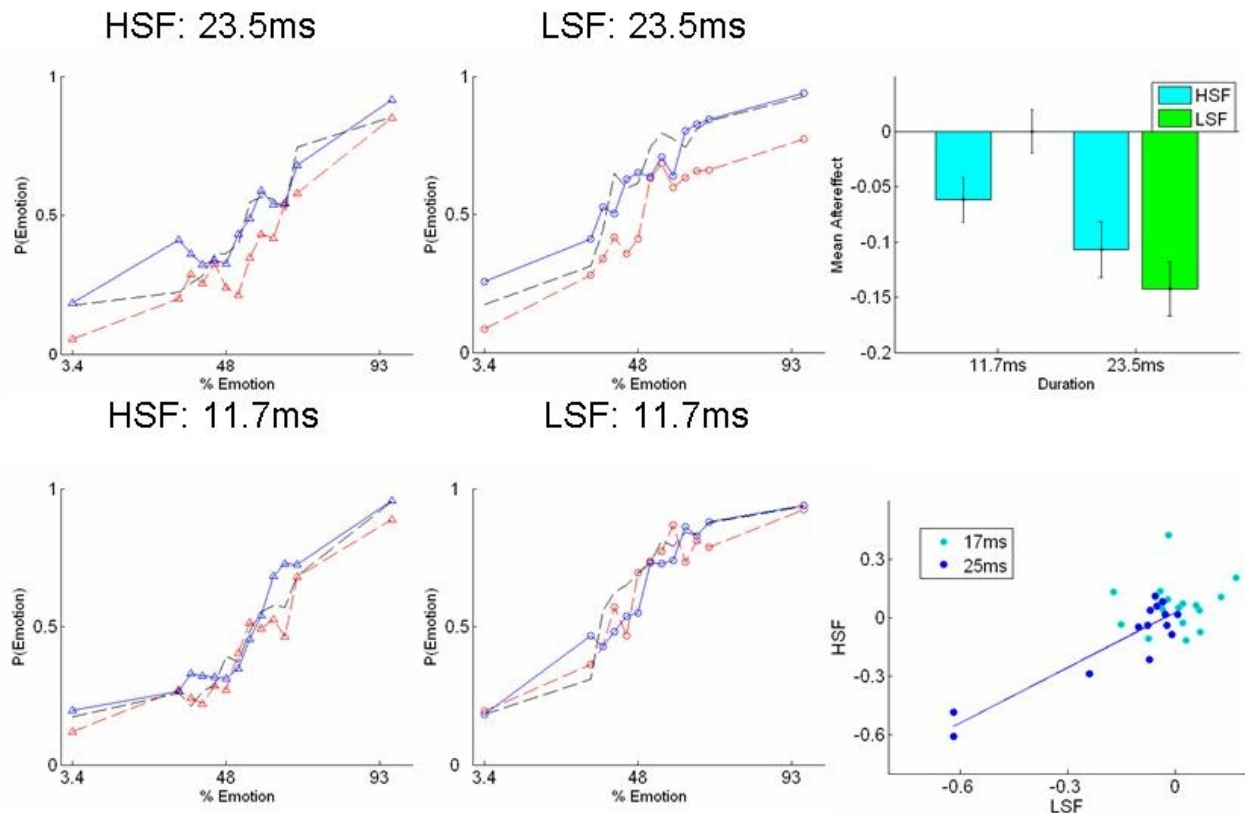 HSF: 23.5ms
LSF: 23.5ms
1
0.5
0
P(Emotion)
3.4
48
93
% Emotion
1
0.5
0
P(Emotion)
3.4
48
93
% Emotion
HSF
LSF
0
-0.05
-0.1
-0.15
-0.2
Mean Aftereffect
11.7ms
23.5ms
Duration
HSF: 11.7ms
LSF: 11.7ms
1
0.5
0
P(Emotion)
3.4
48
93
% Emotion
1
0.5
0
P(Emotion)
3.4
48
93
% Emotion
17ms
25ms
0.3
0
-0.3
-0.6
HSF
-0.6
-0.3
0
LSF